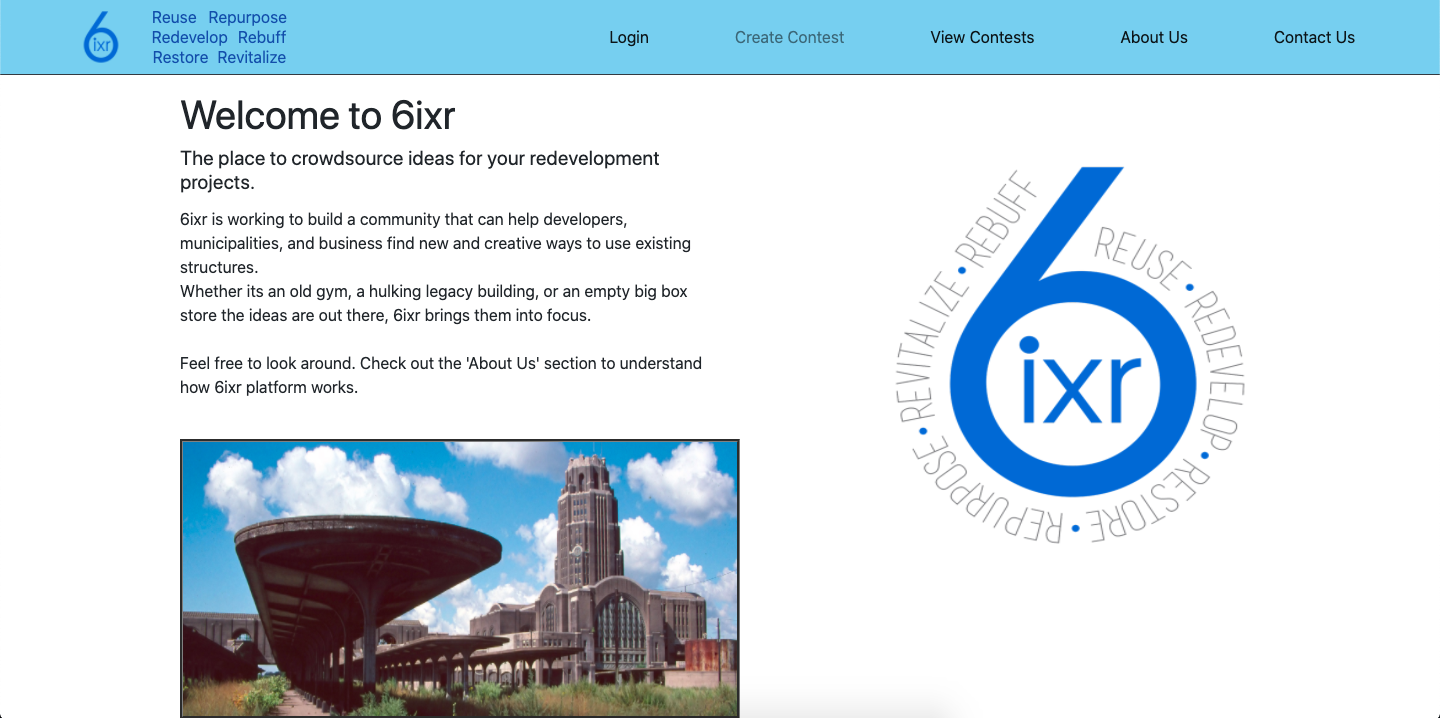 6ixr
Reuse Repurpose
Redevelop Rebuff
Restore Revitalize
Login
Create Contest
View Contests
About Us
Contact Us
Welcome to 6ixr
The place to crowdsource ideas for your redevelopment
projects.
6ixr is working to build a community that can help developers,
municipalities, and business find new and creative ways to use existing
structures.
Whether its an old gym, a hulking legacy building, or an empty big box
store the ideas are out there, 6ixr brings them into focus.
Feel free to look around. Check out the 'About Us' section to understand
how 6ixr platform works.
6ixr
REUSE • REDEVELOP • RESTORE • REPURPOSE • REVITALIZE • REBUFF